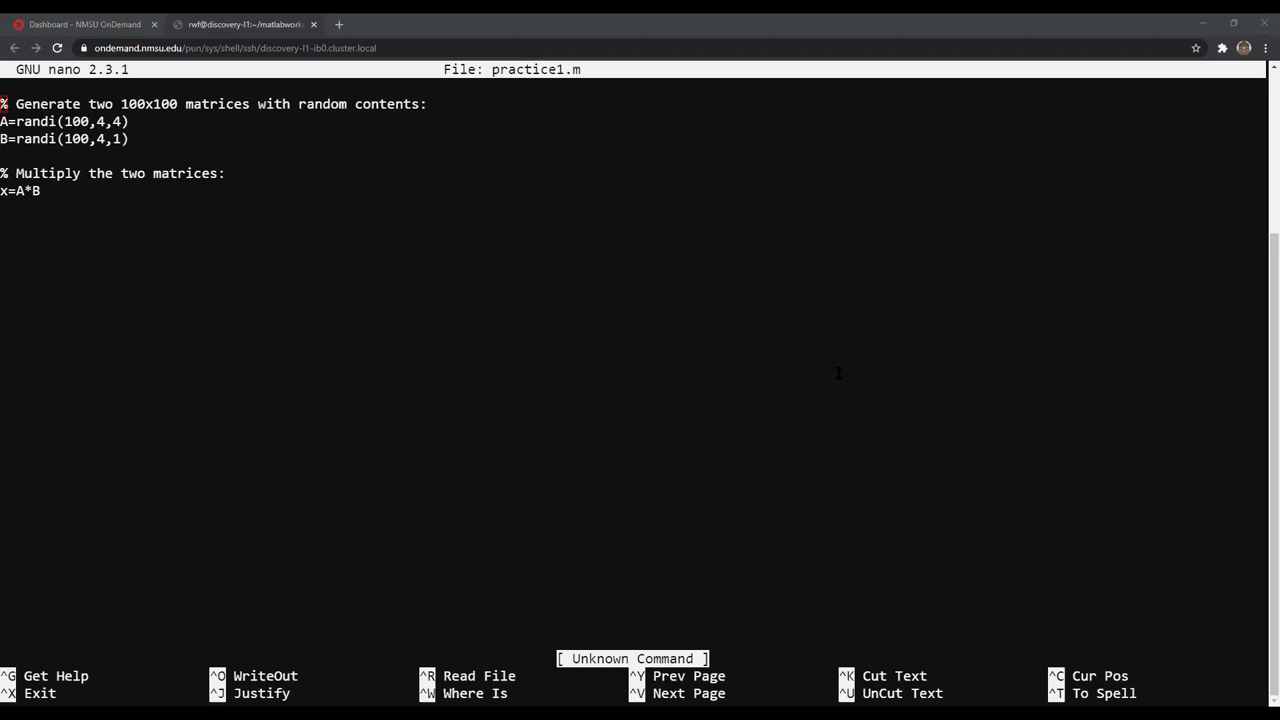 Dashboard - NMSU OnDemand
rwf@discovery-l1:~/matlabwork
ondemand.nmsu.edu/pun/sys/shell/ssh/discovery-l1-ib0.cluster.local
GNU nano 2.3.1 File: practice1.m
% Generate two 100x100 matrices with random contents:
A=randi(100,4,4)
B=randi(100,4,1)
% Multiply the two matrices:
x=A*B
[ Unknown Command ]
^G Get Help ^O WriteOut ^R Read File ^Y Prev Page ^K Cut Text ^C Cur Pos
^X Exit ^J Justify ^W Where Is ^V Next Page ^U UnCut Text ^T To Spell